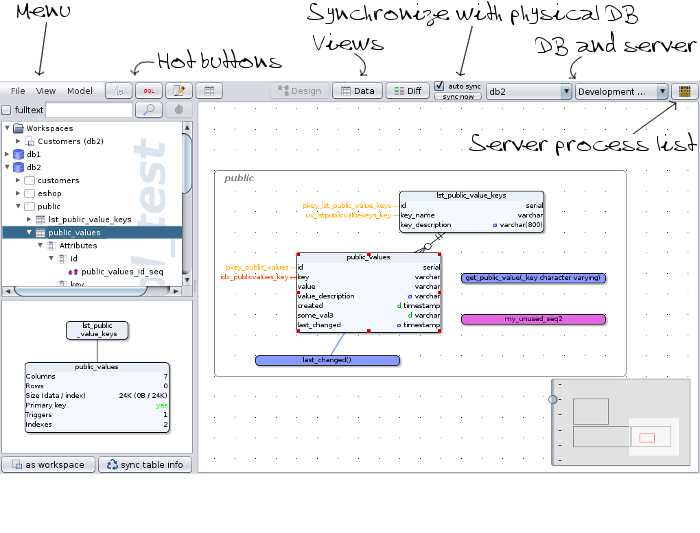 Menu
Synchronize with physical DB
Views
DB and server
Hot buttons
File View Model
DDL
Design
Data
Diff
auto sync
sync now
db2
Development ...
fulltext
Server process list
Workspaces
Customers (db2)
db1
db2
customers
eshop
public
lst_public_value_keys
public_values
Attributes
id
public_values_id_seq
key
pl_test
lst_public
_value_keys
public_values
Columns 7
Rows 0
Size (data / index) 24K (0B / 24K)
Primary key yes
Triggers 1
Indexes 2
as workspace
sync table info
public
lst_public_value_keys
pkey_lst_public_value_keys
id serial
ux_lstpublicvaluekeys_key
key_name varchar
key_description ø varchar(800)
public_values
pkey_public_values
id serial
idx_publicvalues_key
key varchar
value varchar
value_description ø varchar
created d timestamp
some_val3 d varchar
last_changed ø timestamp
get_public_value(_key character varying)
my_unused_seq2
last_changed()